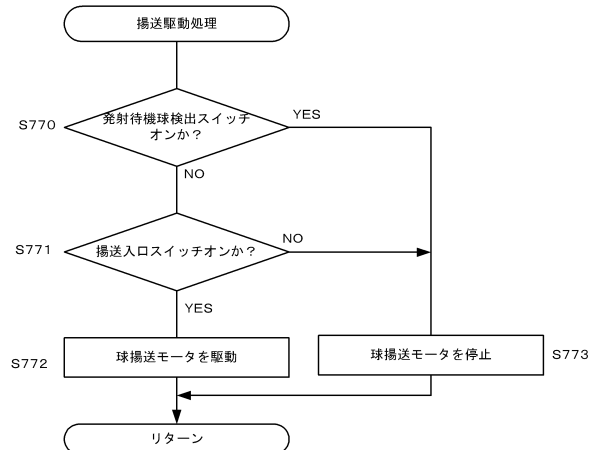 揚送駆動処理
S770
発射待機球検出スイッチ
オンか？
YES
NO
S771
揚送入口スイッチオンか？
NO
YES
S772
球揚送モータを駆動
球揚送モータを停止
S773
リターン